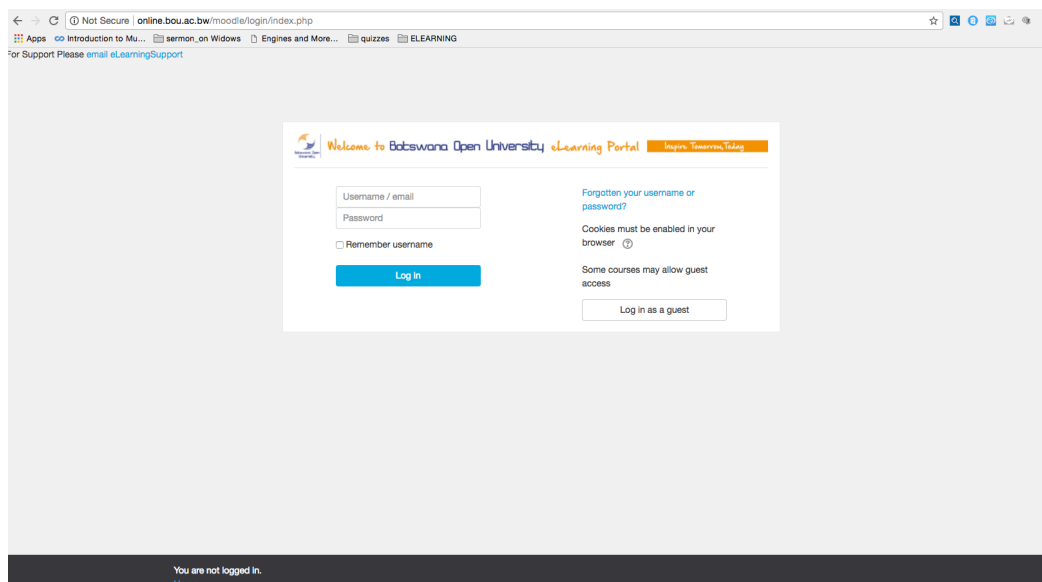 Not Secure | online.bou.ac.bw/moodle/login/index.php
Apps Introduction to Mu... sermon_on Widows Engines and More... quizzes ELEARNING
For Support Please email eLearningSupport
Botswana Open University Welcome to Botswana Open University eLearning Portal Inspire Tomorrow, Today
Username / email
Password
Remember username
Log in
Forgotten your username or
password?
Cookies must be enabled in your
browser
Some courses may allow guest
access
Log in as a guest
You are not logged in.